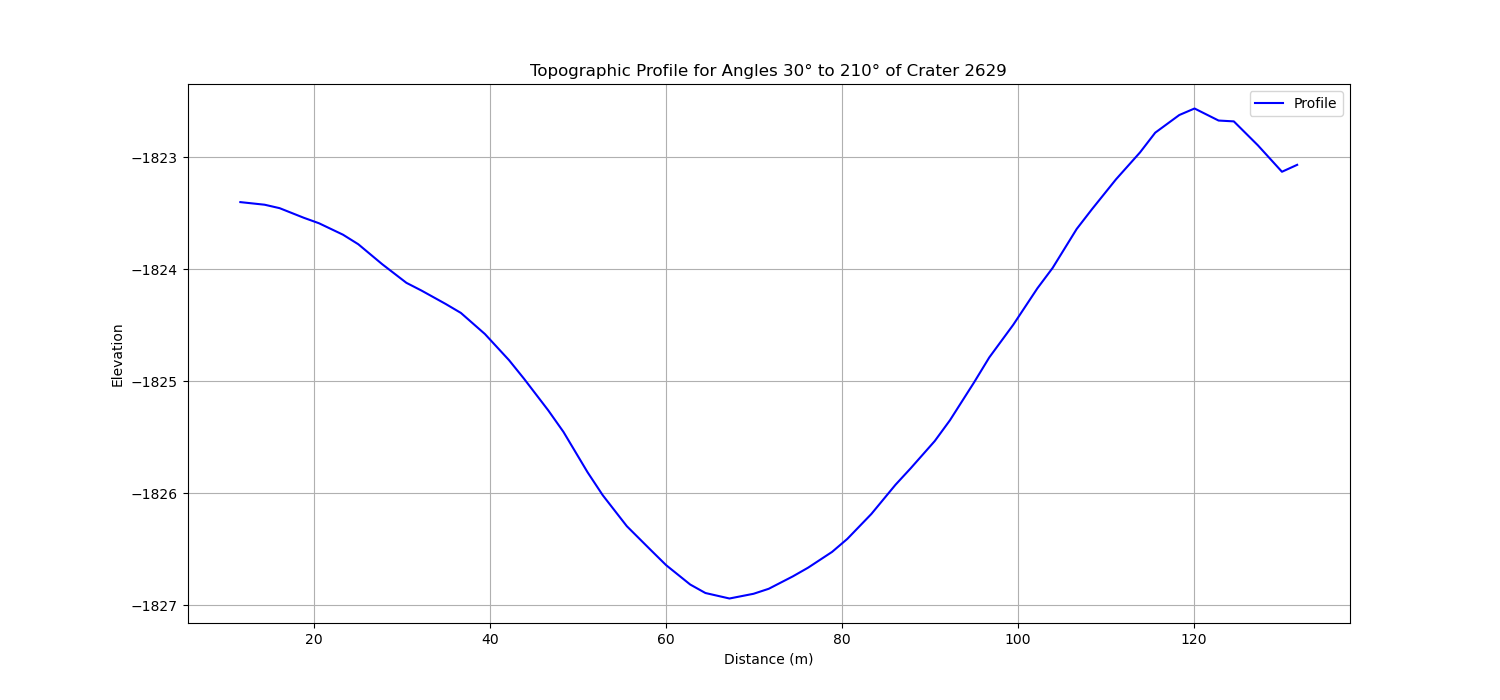 Topographic Profile for Angles 30° to 210° of Crater 2629
Profile
−1823
−1824
−1825
−1826
−1827
Elevation
20 40 60 80 100 120
Distance (m)